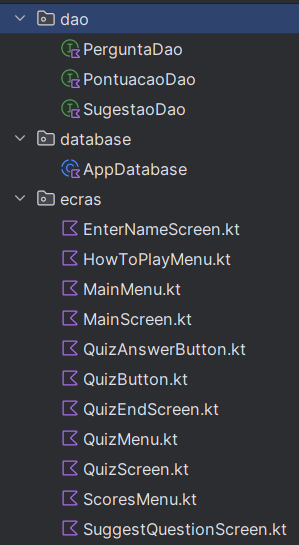 dao
PerguntaDao
PontuacaoDao
SugestaoDao
database
AppDatabase
ecras
EnterNameScreen.kt
HowToPlayMenu.kt
MainMenu.kt
MainScreen.kt
QuizAnswerButton.kt
QuizButton.kt
QuizEndScreen.kt
QuizMenu.kt
QuizScreen.kt
ScoresMenu.kt
SuggestQuestionScreen.kt